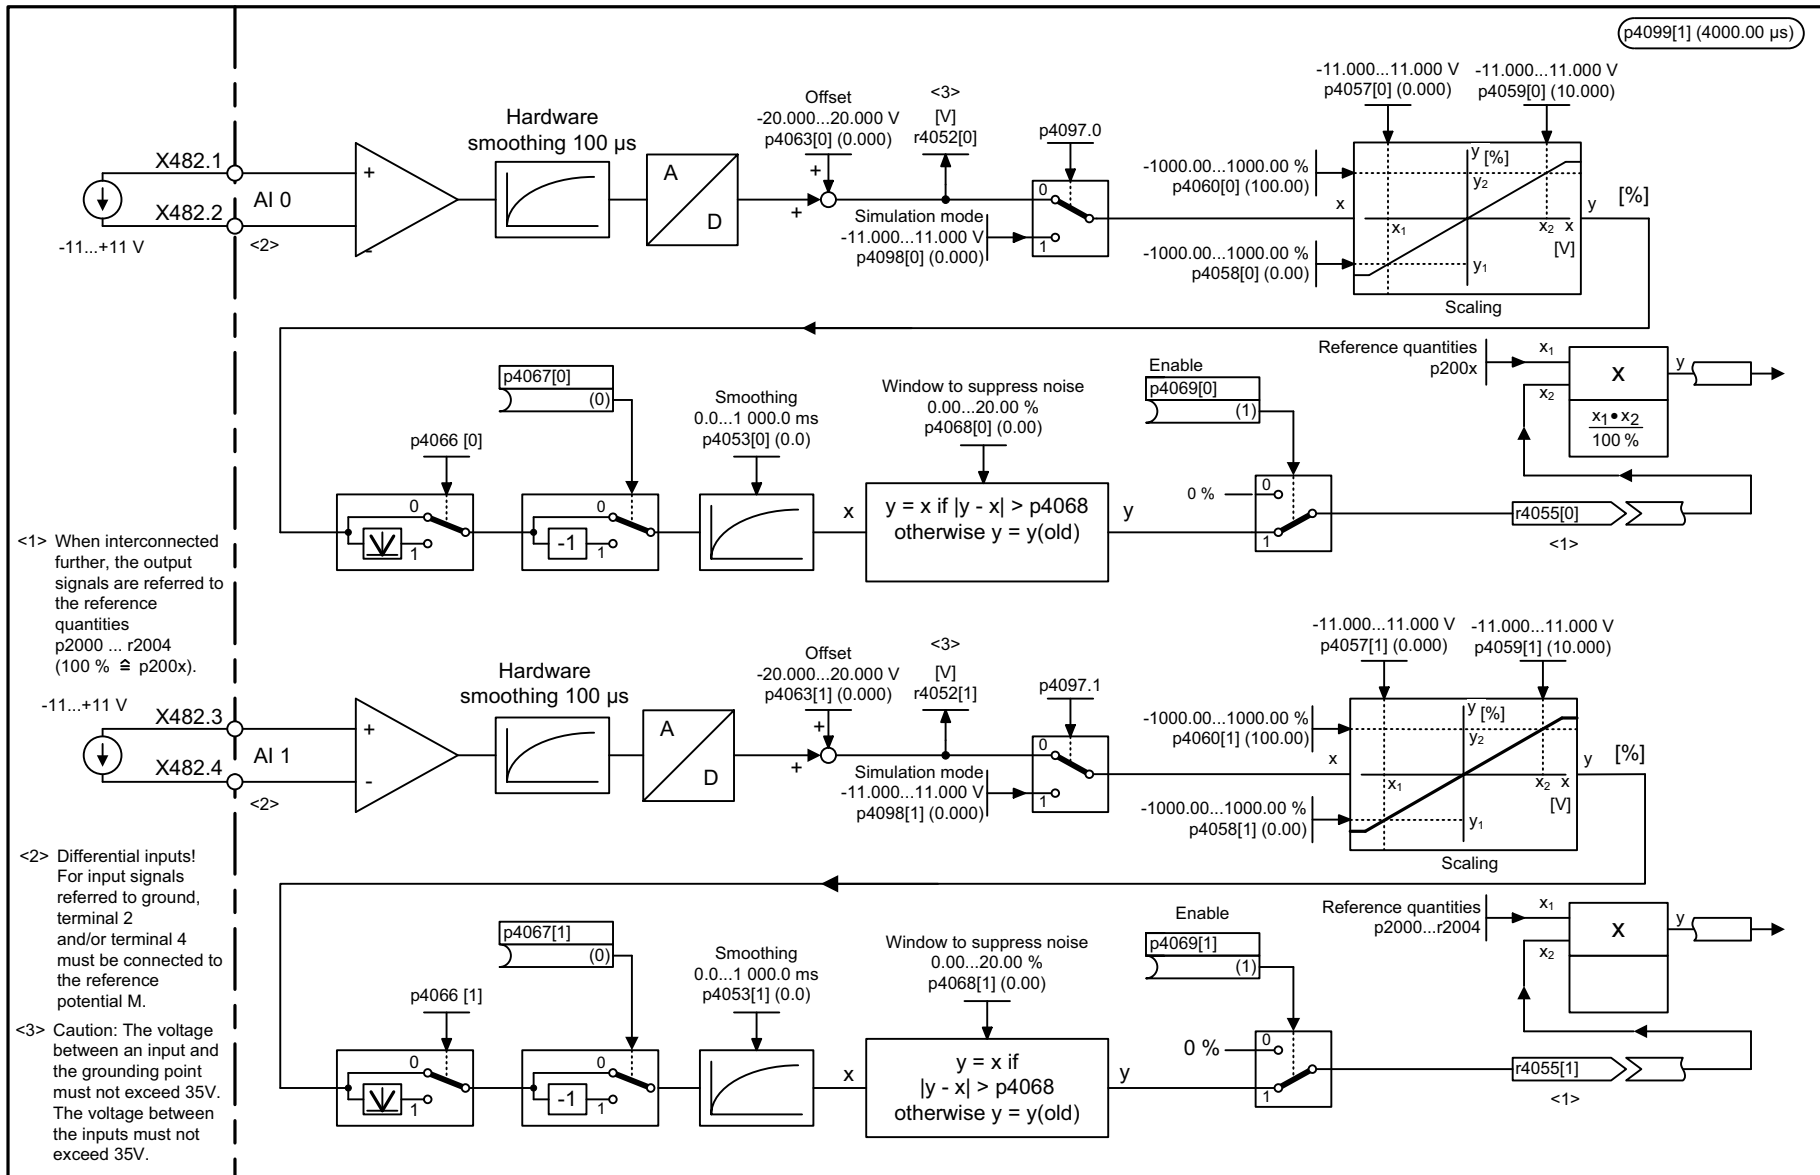 p4099[1] (4000.00 µs)
-11.000...11.000 V
p4057[0] (0.000)
-11.000...11.000 V
p4059[0] (10.000)
Offset
-20.000...20.000 V
p4063[0] (0.000)
<3>
[V]
r4052[0]
p4097.0
Hardware
smoothing 100 µs
X482.1
AI 0
X482.2
-11...+11 V
<2>
+
-
A
D
+
+
0
1
Simulation mode
-11.000...11.000 V
p4098[0] (0.000)
-1000.00...1000.00 %
p4060[0] (100.00)
x
-1000.00...1000.00 %
p4058[0] (0.00)
y [%]
y2
x1
x2 x
[V]
y1
y [%]
Scaling
p4067[0]
(0)
p4066 [0]
Smoothing
0.0...1 000.0 ms
p4053[0] (0.0)
Window to suppress noise
0.00...20.00 %
p4068[0] (0.00)
Enable
p4069[0]
(1)
Reference quantities
p200x
x1
x2
X
y
x1•x2
100 %
0
1
-1
0
1
x
y = x if |y - x| > p4068
otherwise y = y(old)
y
0 %
0
1
r4055[0]
<1>
<1> When interconnected
further, the output
signals are referred to
the reference
quantities
p2000 ... r2004
(100 % ≙ p200x).
-11.000...11.000 V
p4057[1] (0.000)
-11.000...11.000 V
p4059[1] (10.000)
Offset
-20.000...20.000 V
p4063[1] (0.000)
<3>
[V]
r4052[1]
p4097.1
Hardware
smoothing 100 µs
-11...+11 V
X482.3
AI 1
X482.4
<2>
+
-
A
D
+
+
0
1
Simulation mode
-11.000...11.000 V
p4098[1] (0.000)
-1000.00...1000.00 %
p4060[1] (100.00)
x
-1000.00...1000.00 %
p4058[1] (0.00)
y [%]
y2
x1
x2 x
[V]
y1
y [%]
Scaling
<2> Differential inputs!
For input signals
referred to ground,
terminal 2
and/or terminal 4
must be connected to
the reference
potential M.
<3> Caution: The voltage
between an input and
the grounding point
must not exceed 35V.
The voltage between
the inputs must not
exceed 35V.
p4067[1]
(0)
p4066 [1]
Smoothing
0.0...1 000.0 ms
p4053[1] (0.0)
Window to suppress noise
0.00...20.00 %
p4068[1] (0.00)
Enable
p4069[1]
(1)
Reference quantities
p2000...r2004
x1
x2
X
y
0
1
-1
0
1
x
y = x if
|y - x| > p4068
otherwise y = y(old)
y
0 %
0
1
r4055[1]
<1>